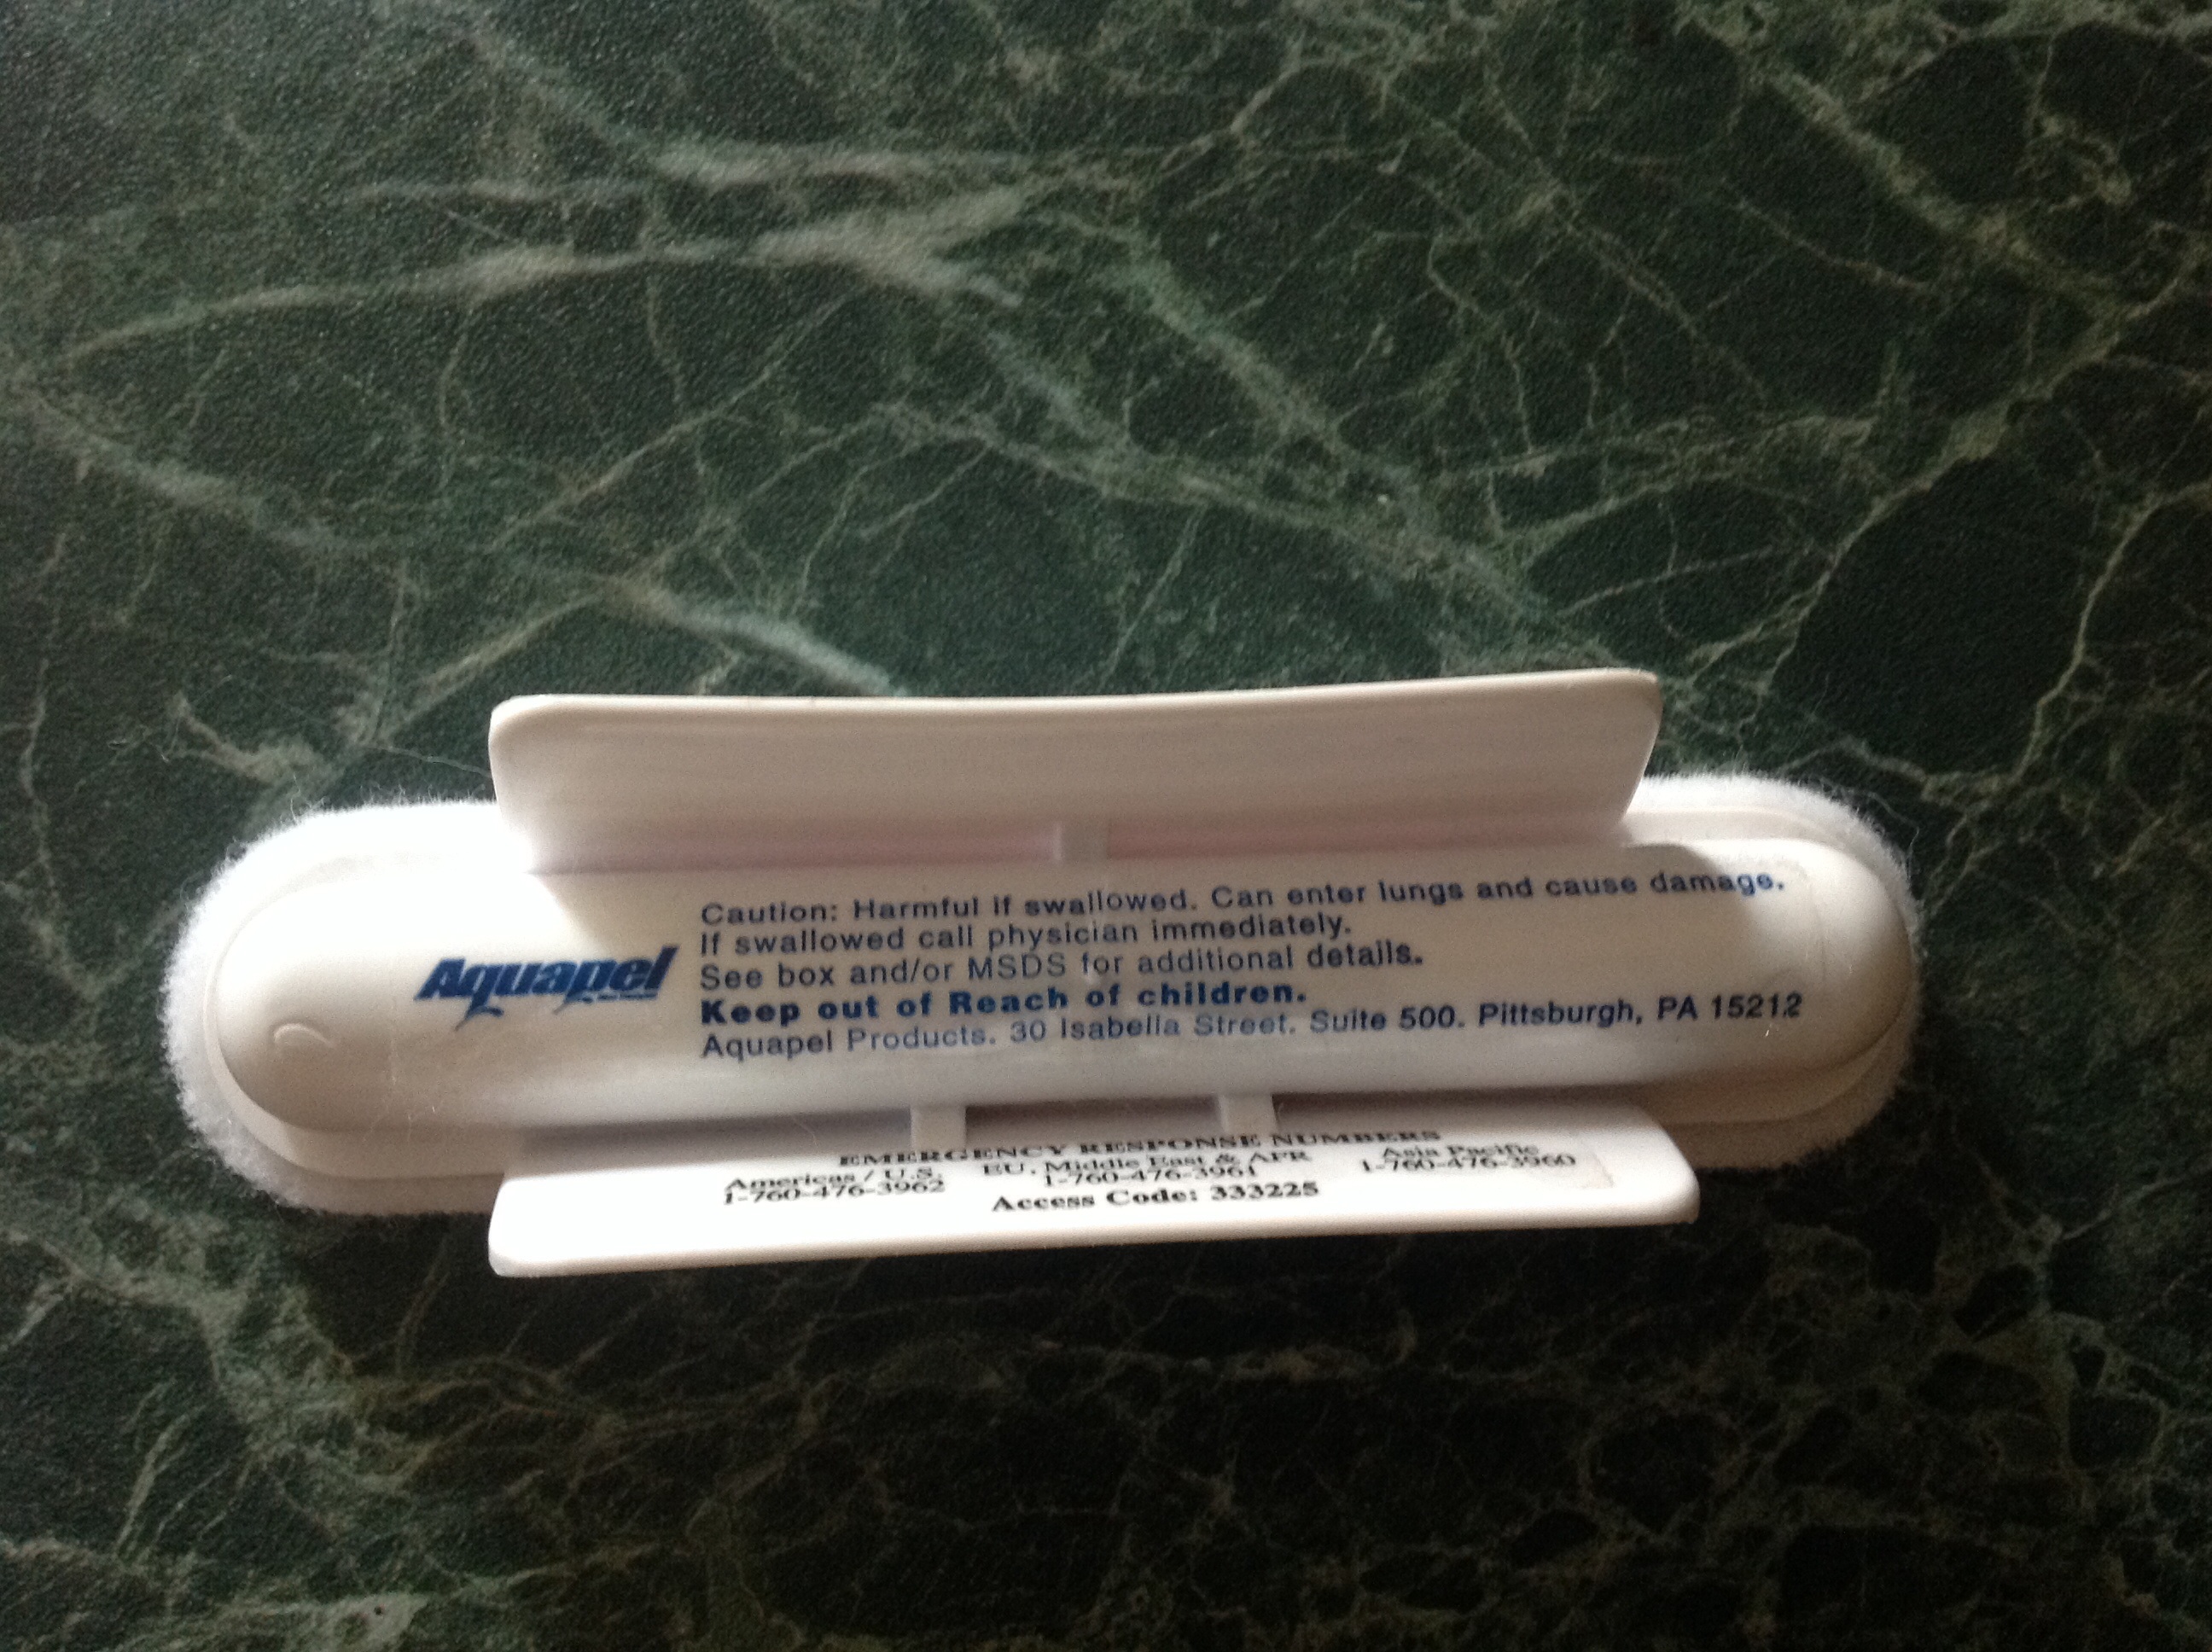 Aquapel
Caution: Harmful if swallowed. Can enter lungs and cause damage.
If swallowed call physician immediately.
See box and/or MSDS for additional details.
Keep out of Reach of children.
Aquapel Products. 30 Isabella Street. Suite 500. Pittsburgh, PA 15212
EMERGENCY RESPONSE NUMBERS
Americas / U.S. EU, Middle East & AFR Asia Pacific
1-760-476-3962 1-760-476-3961 1-760-476-3960
Access Code: 333225